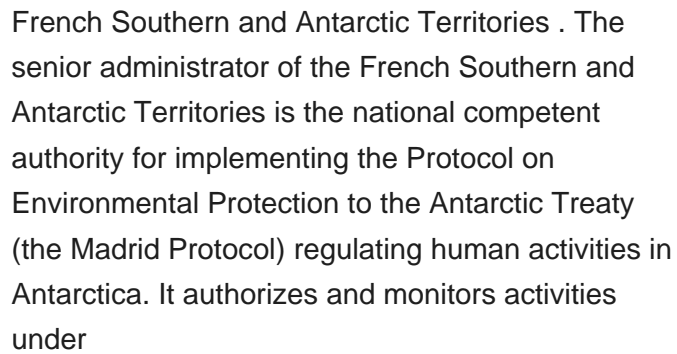 French Southern and Antarctic Territories . The
senior administrator of the French Southern and
Antarctic Territories is the national competent
authority for implementing the Protocol on
Environmental Protection to the Antarctic Treaty
(the Madrid Protocol) regulating human activities in
Antarctica. It authorizes and monitors activities
under